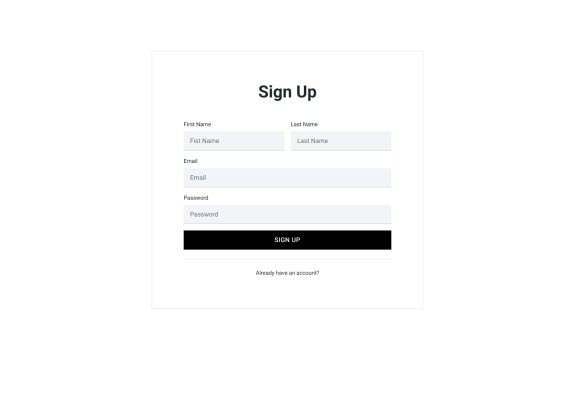 Sign Up
First Name
Last Name
Fist Name
Last Name
Email
Email
Password
Password
SIGN UP
Already have an account?